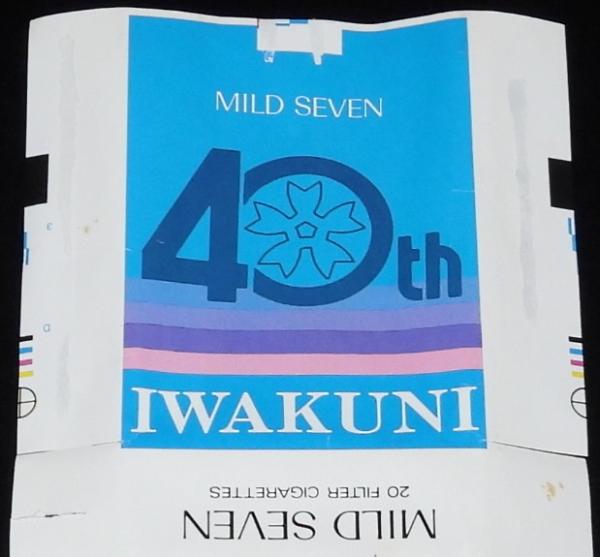 MILD SEVEN
40th
IWAKUNI
20 FILTER CIGARETTES
MILD SEVEN